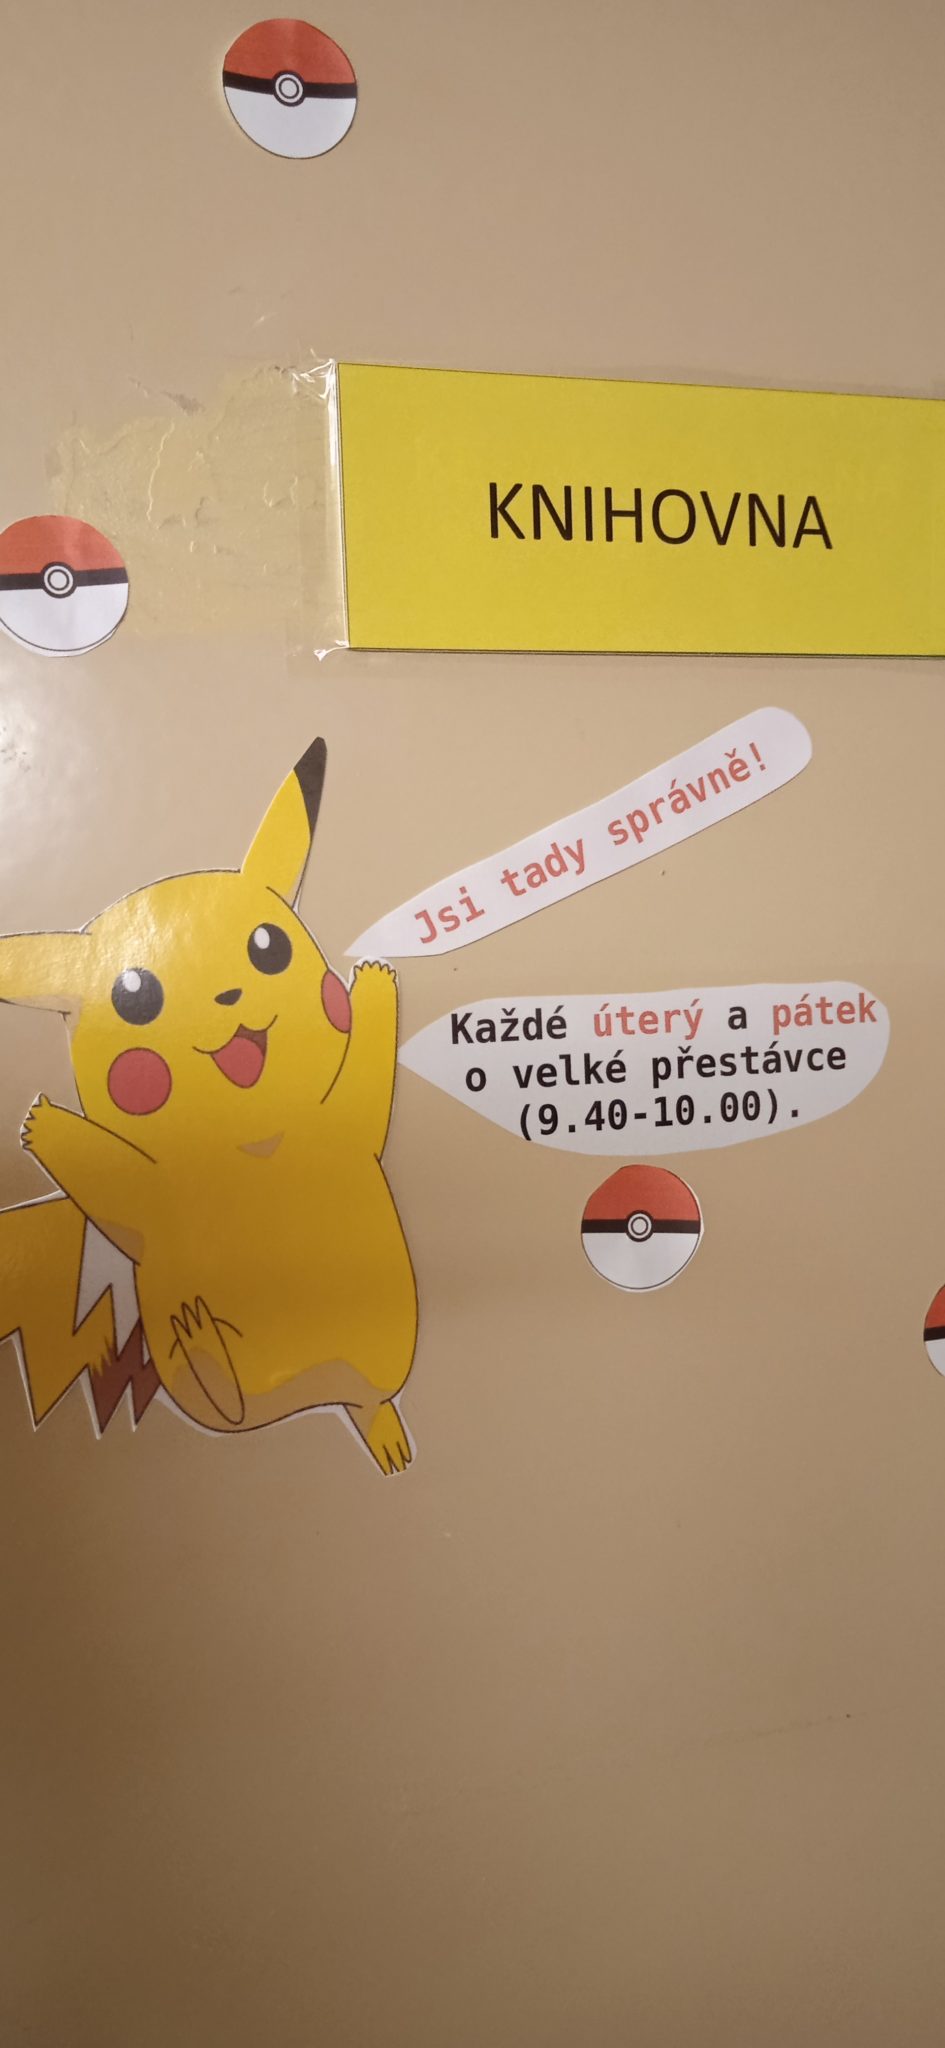 KNIHOVNA
Jsi tady správně!
Každé úterý a pátek
o velké přestávce
(9.40-10.00).